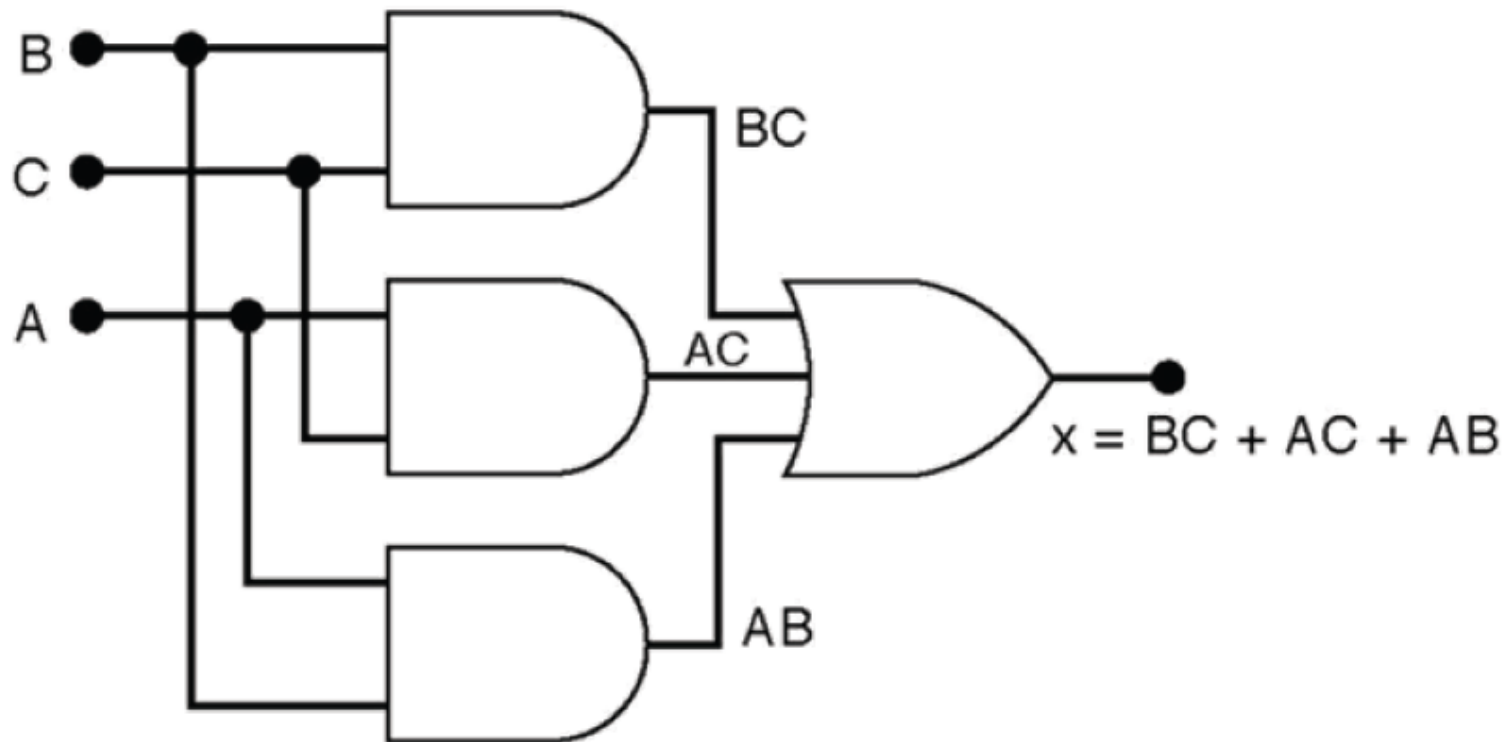 B
BC
C
A
AC
x = BC + AC + AB
AB